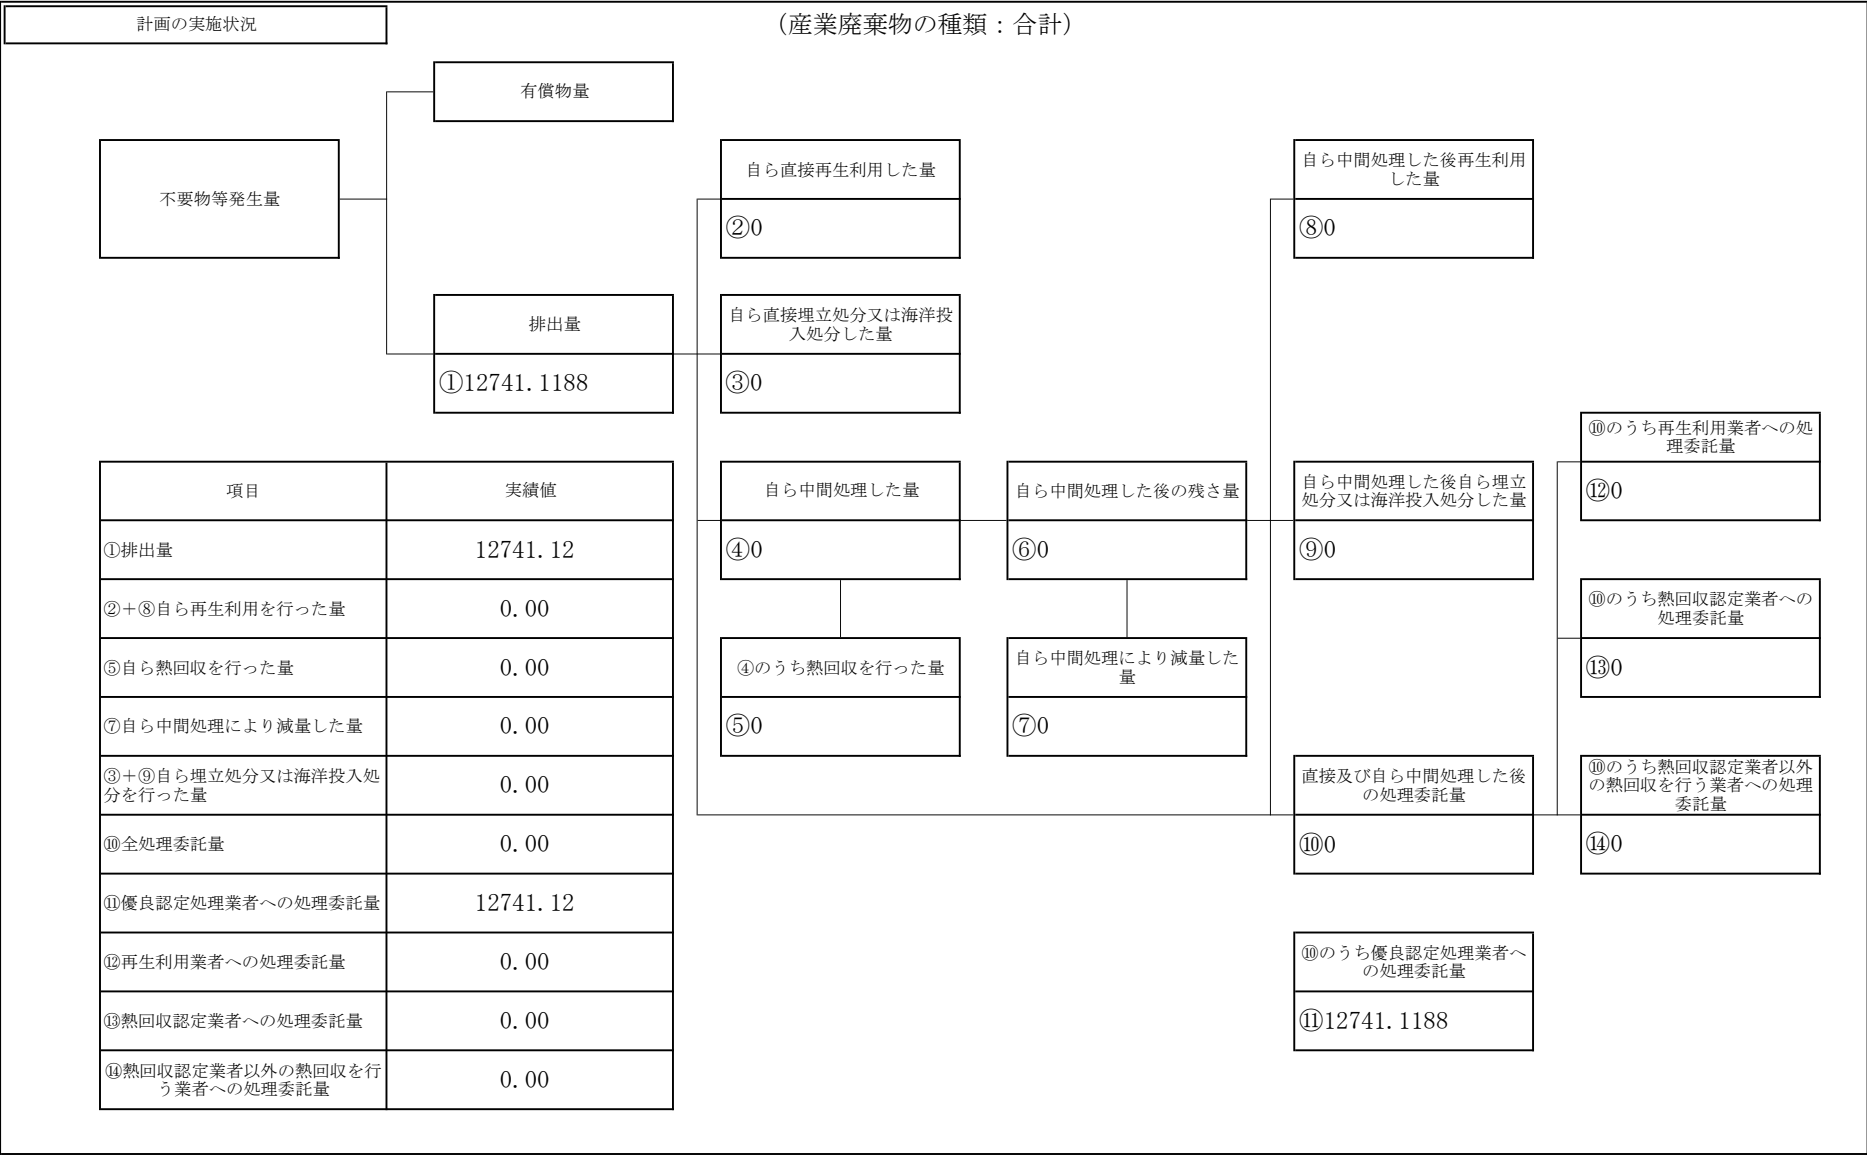 計画の実施状況
（産業廃棄物の種類：合計）
有償物量
不要物等発生量
自ら直接再生利用した量
②0
自ら中間処理した後再生利用
した量
⑧0
排出量
①12741.1188
自ら直接埋立処分又は海洋投
入処分した量
③0
⑩のうち再生利用業者への処
理委託量
⑫0
自ら中間処理した量
④0
自ら中間処理した後の残さ量
⑥0
自ら中間処理した後自ら埋立
処分又は海洋投入処分した量
⑨0
⑩のうち熱回収認定業者への
処理委託量
⑬0
④のうち熱回収を行った量
⑤0
自ら中間処理により減量した
量
⑦0
直接及び自ら中間処理した後
の処理委託量
⑩0
⑩のうち熱回収認定業者以外
の熱回収を行う業者への処理
委託量
⑭0
⑩のうち優良認定処理業者へ
の処理委託量
⑪12741.1188
項目 実績値
①排出量 12741.12
②＋⑧自ら再生利用を行った量 0.00
⑤自ら熱回収を行った量 0.00
⑦自ら中間処理により減量した量 0.00
③＋⑨自ら埋立処分又は海洋投入処
分を行った量 0.00
⑩全処理委託量 0.00
⑪優良認定処理業者への処理委託量 12741.12
⑫再生利用業者への処理委託量 0.00
⑬熱回収認定業者への処理委託量 0.00
⑭熱回収認定業者以外の熱回収を行
う業者への処理委託量 0.00